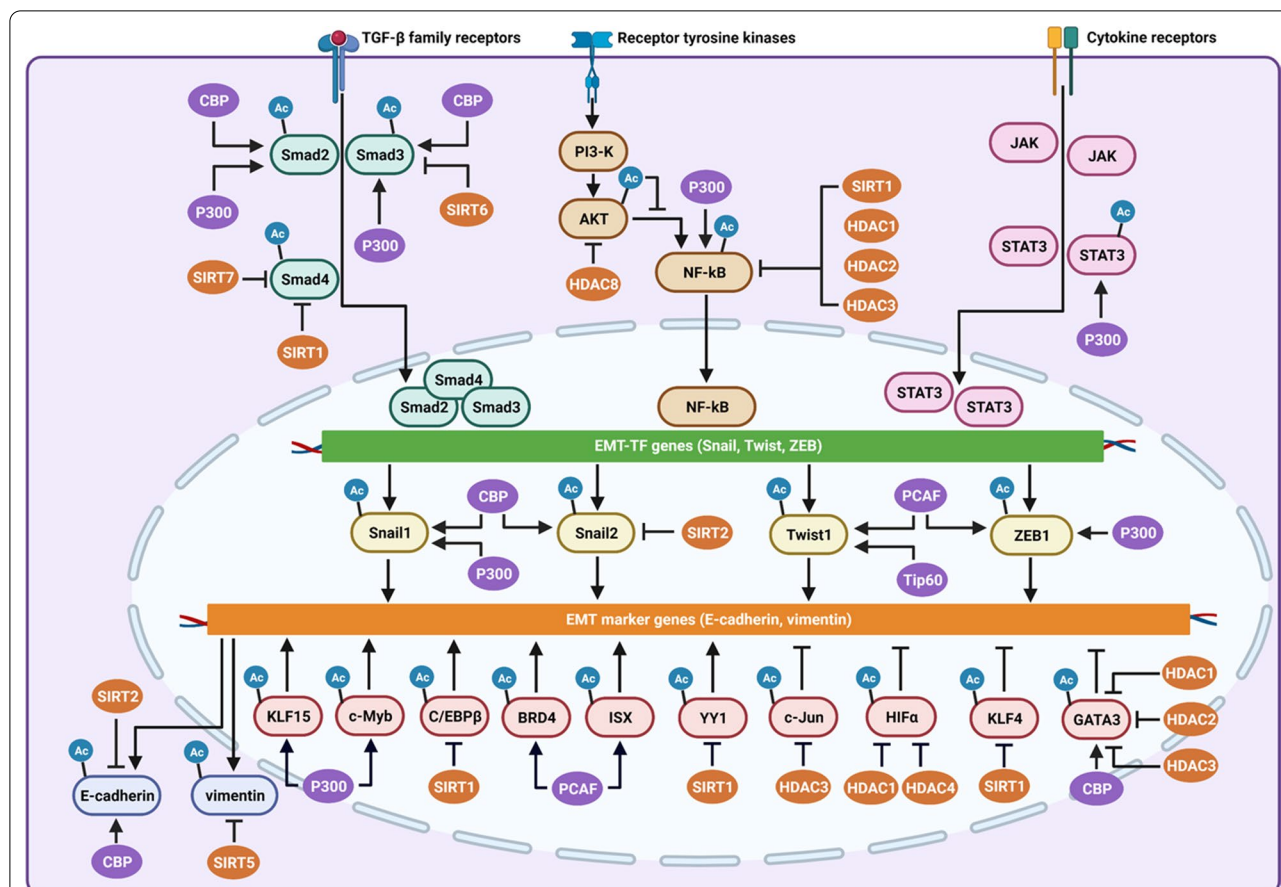 TGF-β family receptors
Receptor tyrosine kinases
Cytokine receptors
CBP
Ac
Ac
CBP
Smad2
Smad3
P300
P300
SIRT6
Ac
SIRT7
Smad4
SIRT1
PI3-K
Ac
AKT
P300
Ac
HDAC8
NF-kB
SIRT1
HDAC1
HDAC2
HDAC3
JAK
JAK
Ac
STAT3
STAT3
P300
Smad4
Smad2
Smad3
NF-kB
STAT3
STAT3
EMT-TF genes (Snail, Twist, ZEB)
Ac
Snail1
CBP
P300
Ac
Snail2
SIRT2
Ac
Twist1
PCAF
Tip60
Ac
ZEB1
P300
EMT marker genes (E-cadherin, vimentin)
Ac
KLF15
Ac
c-Myb
Ac
C/EBPβ
Ac
BRD4
Ac
ISX
Ac
YY1
Ac
c-Jun
Ac
HIFα
Ac
KLF4
Ac
GATA3
HDAC1
HDAC2
HDAC3
P300
SIRT1
PCAF
SIRT1
HDAC3
HDAC1
HDAC4
SIRT1
CBP
SIRT2
Ac
E-cadherin
CBP
Ac
vimentin
SIRT5